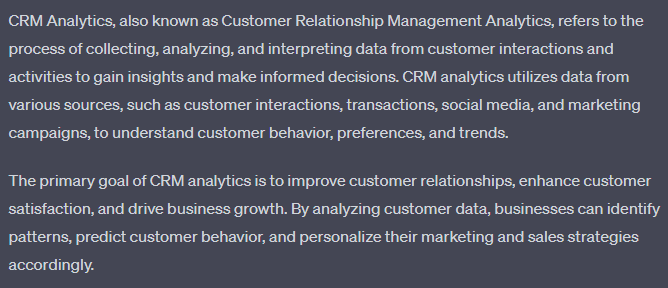 CRM Analytics, also known as Customer Relationship Management Analytics, refers to the
process of collecting, analyzing, and interpreting data from customer interactions and
activities to gain insights and make informed decisions. CRM analytics utilizes data from
various sources, such as customer interactions, transactions, social media, and marketing
campaigns, to understand customer behavior, preferences, and trends.
The primary goal of CRM analytics is to improve customer relationships, enhance customer
satisfaction, and drive business growth. By analyzing customer data, businesses can identify
patterns, predict customer behavior, and personalize their marketing and sales strategies
accordingly.